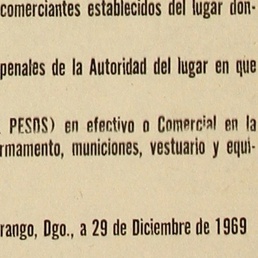 comerciantes establecidos del lugar don-
penales de la Autoridad del lugar en que
PESOS) en efectivo o Comercial en la
rmamento, municiones, vestuario y equi-
rango, Dgo., a 29 de Diciembre de 1969